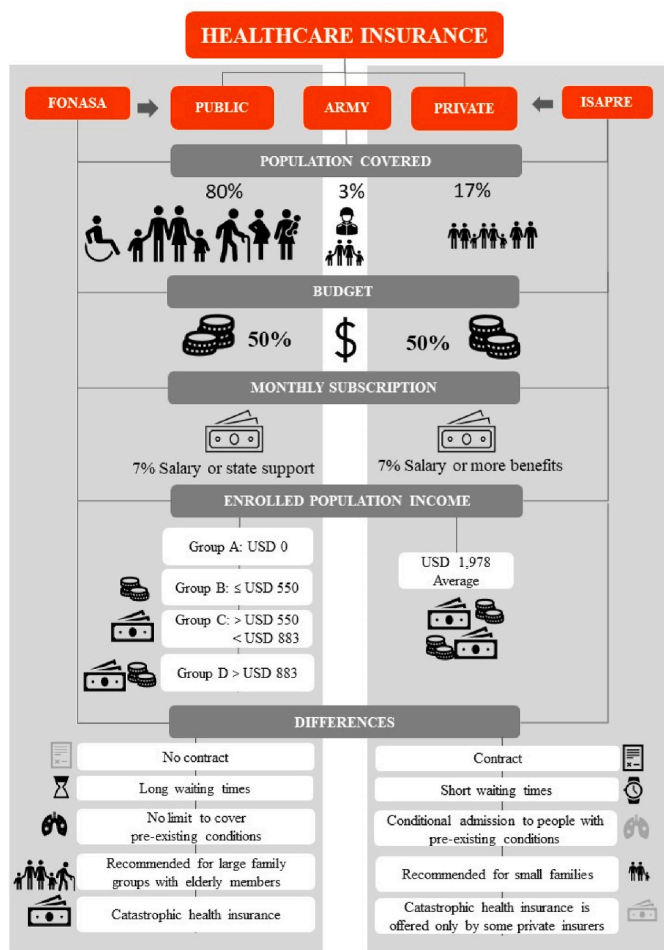 HEALTHCARE INSURANCE
FONASA
PUBLIC
ARMY
PRIVATE
ISAPRE
POPULATION COVERED
80%
3%
17%
BUDGET
50%
$
50%
MONTHLY SUBSCRIPTION
7% Salary or state support
7% Salary or more benefits
ENROLLED POPULATION INCOME
Group A: USD 0
Group B: ≤ USD 550
Group C: > USD 550
< USD 883
Group D > USD 883
USD 1,978
Average
DIFFERENCES
No contract
Contract
Long waiting times
Short waiting times
No limit to cover
pre-existing conditions
Conditional admission to people with
pre-existing conditions
Recommended for large family
groups with elderly members
Recommended for small families
Catastrophic health insurance
Catastrophic health insurance is
offered only by some private insurers